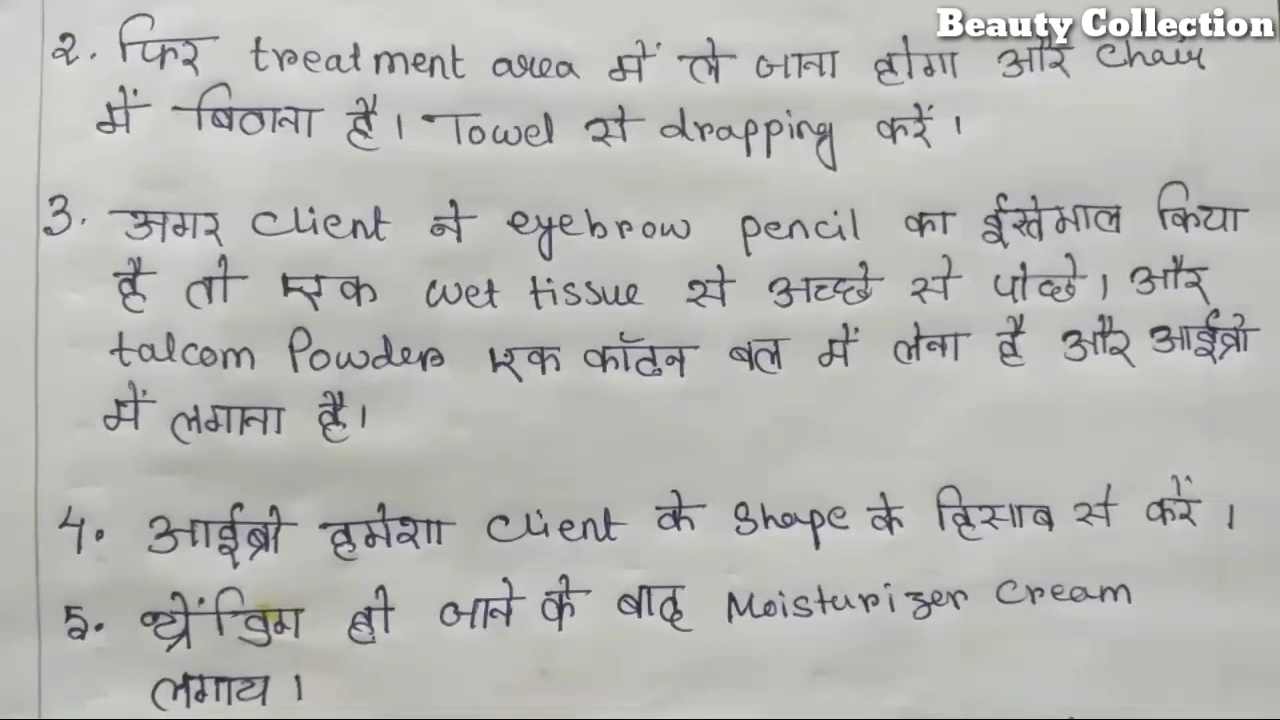 Beauty Collection
2. फिर treatment area में ले जाना होगा और chair
में बिठाना है। Towel से drapping करें।
3. अगर client ने eyebrow pencil का ईस्तेमाल किया
है तो एक wet tissue से अच्छे से पोछे। और
talcom Powder एक कॉटन बल में लेना है और आईब्रो
में लगाना है।
4. आईब्रो हमेशा client के shape के हिसाब से करें।
5. थ्रेंडिग हो जाने के बाद Moisturizer cream
लगाय।